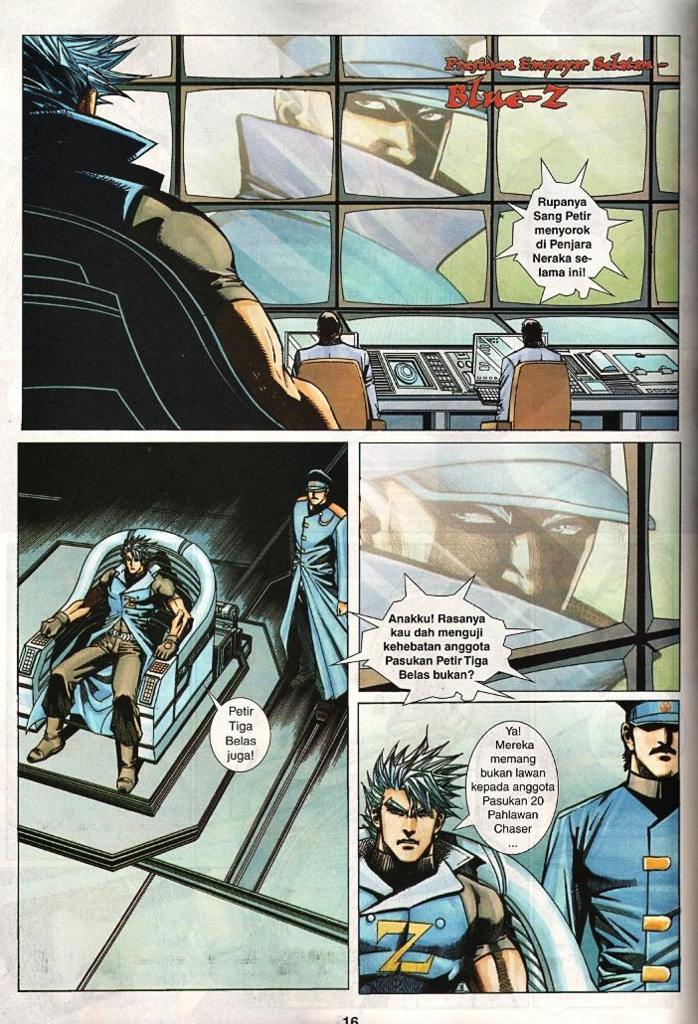 Presiden Empayar Selatan -
Blue-Z
Rupanya
Sang Petir
menyorok
di Penjara
Neraka se-
lama ini!
Petir
Tiga
Belas
juga!
Anakku! Rasanya
kau dah menguji
kehebatan anggota
Pasukan Petir Tiga
Belas bukan?
Z
Ya!
Mereka
memang
bukan lawan
kepada anggota
Pasukan 20
Pahlawan
Chaser
...
16